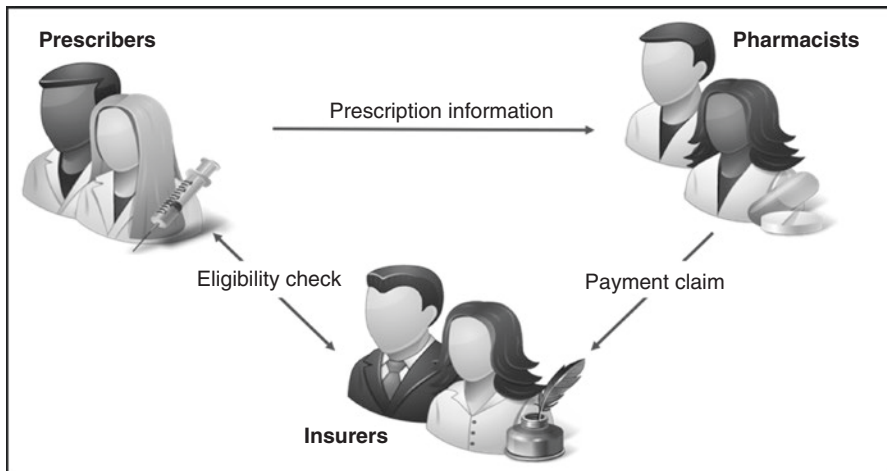 Prescribers
Pharmacists
Prescription information
Eligibility check
Payment claim
Insurers